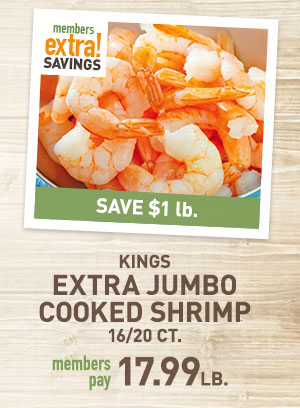 members
extra!
SAVINGS
SAVE $1 lb.
KINGS
EXTRA JUMBO
COOKED SHRIMP
16/20 CT.
members pay 17.99LB.